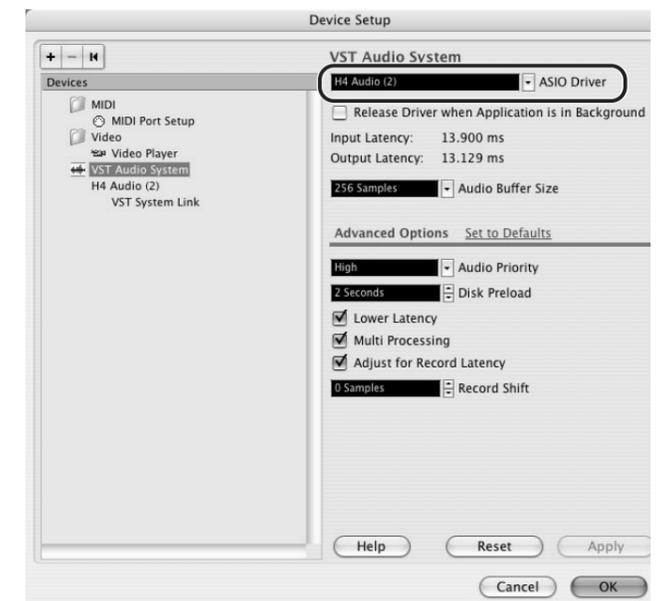 Device Setup
+ −
Devices
MIDI
MIDI Port Setup
Video
Video Player
VST Audio System
H4 Audio (2)
VST System Link
VST Audio System
H4 Audio (2) ASIO Driver
Release Driver when Application is in Background
Input Latency: 13.900 ms
Output Latency: 13.129 ms
256 Samples Audio Buffer Size
Advanced Options Set to Defaults
High Audio Priority
2 Seconds Disk Preload
Lower Latency
Multi Processing
Adjust for Record Latency
0 Samples Record Shift
Help Reset Apply
Cancel OK